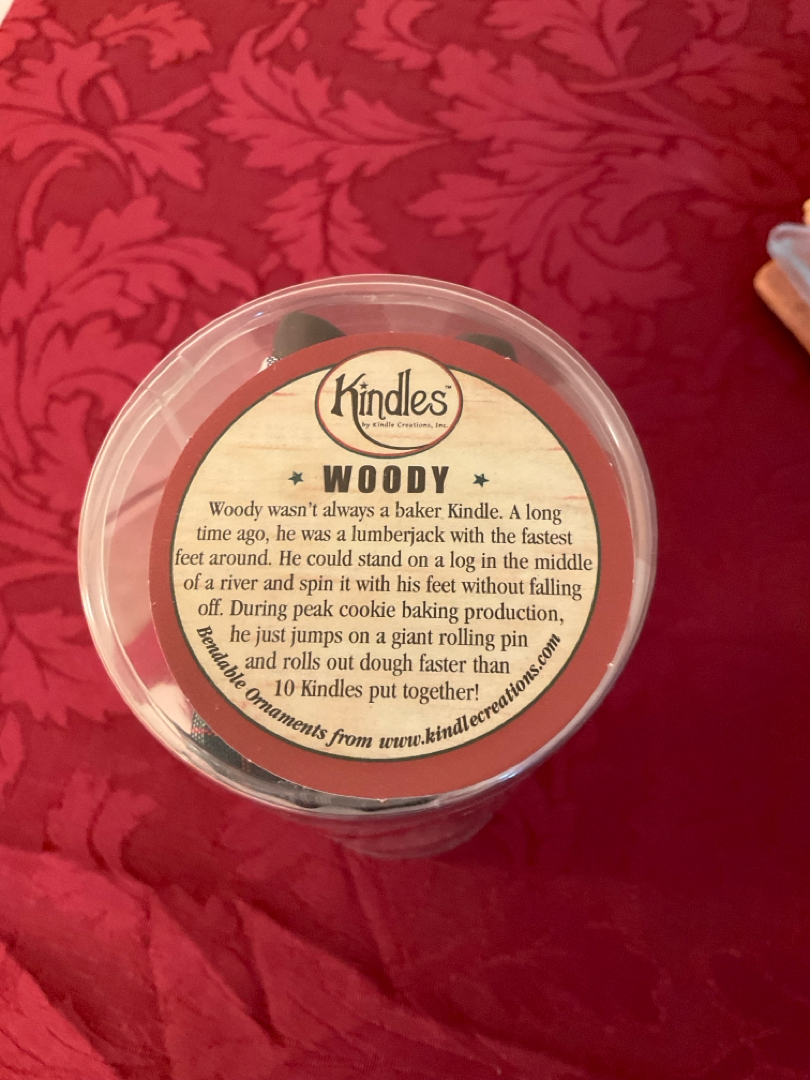 Kindles™
by Kindle Creations, Inc.
WOODY
Woody wasn't always a baker Kindle. A long
time ago, he was a lumberjack with the fastest
feet around. He could stand on a log in the middle
of a river and spin it with his feet without falling
off. During peak cookie baking production,
he just jumps on a giant rolling pin
and rolls out dough faster than
10 Kindles put together!
Bendable Ornaments from www.kindlecreations.com